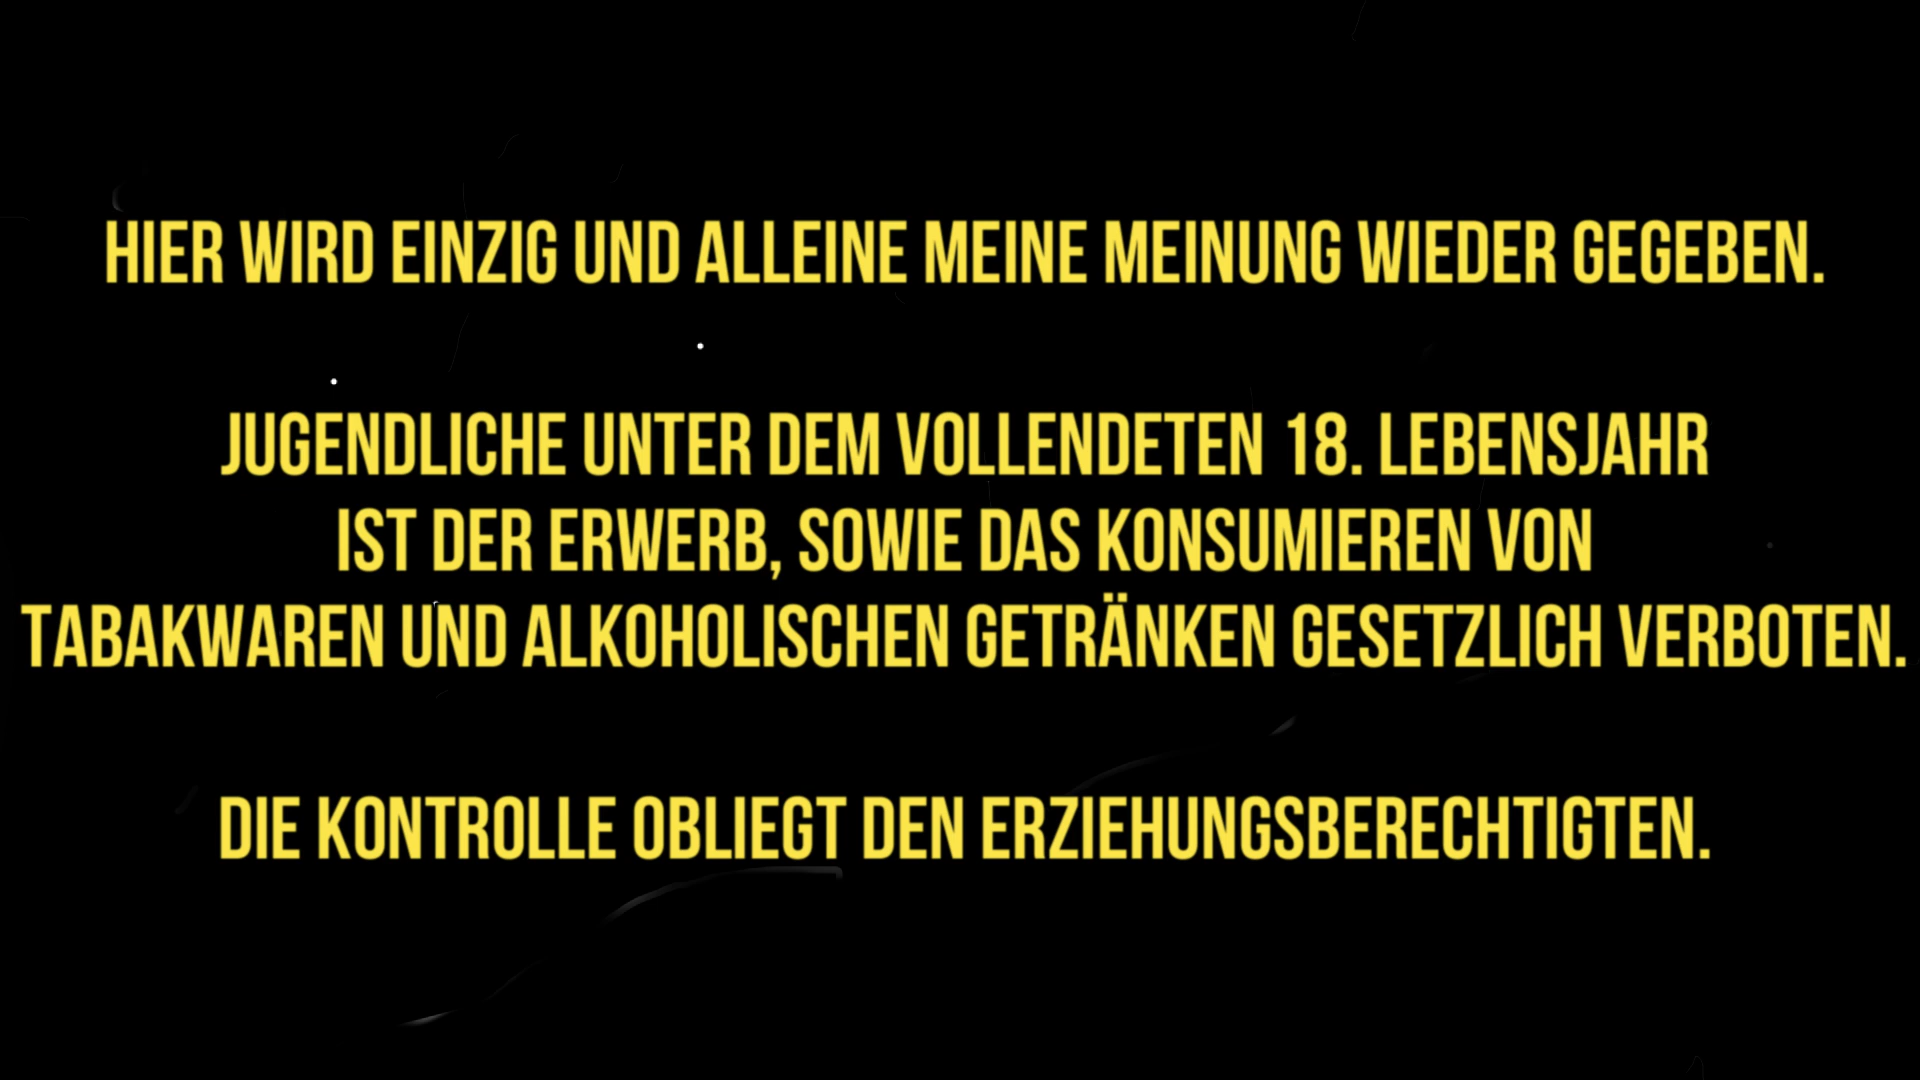 HIER WIRD EINZIG UND ALLEINE MEINE MEINUNG WIEDER GEGEBEN.
JUGENDLICHE UNTER DEM VOLLENDETEN 18. LEBENSJAHR
IST DER ERWERB, SOWIE DAS KONSUMIEREN VON
TABAKWAREN UND ALKOHOLISCHEN GETRÄNKEN GESETZLICH VERBOTEN.
DIE KONTROLLE OBLIEGT DEN ERZIEHUNGSBERECHTIGTEN.